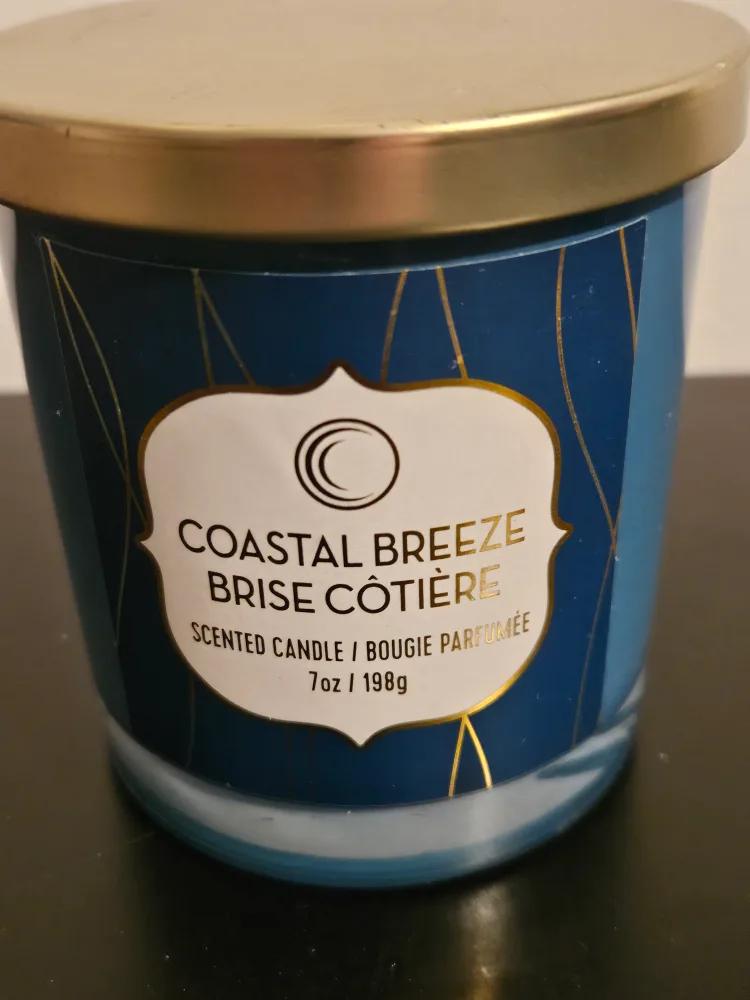 COASTAL BREEZE
BRISE CÔTIÈRE
SCENTED CANDLE / BOUGIE PARFUMÉE
7oz / 198g